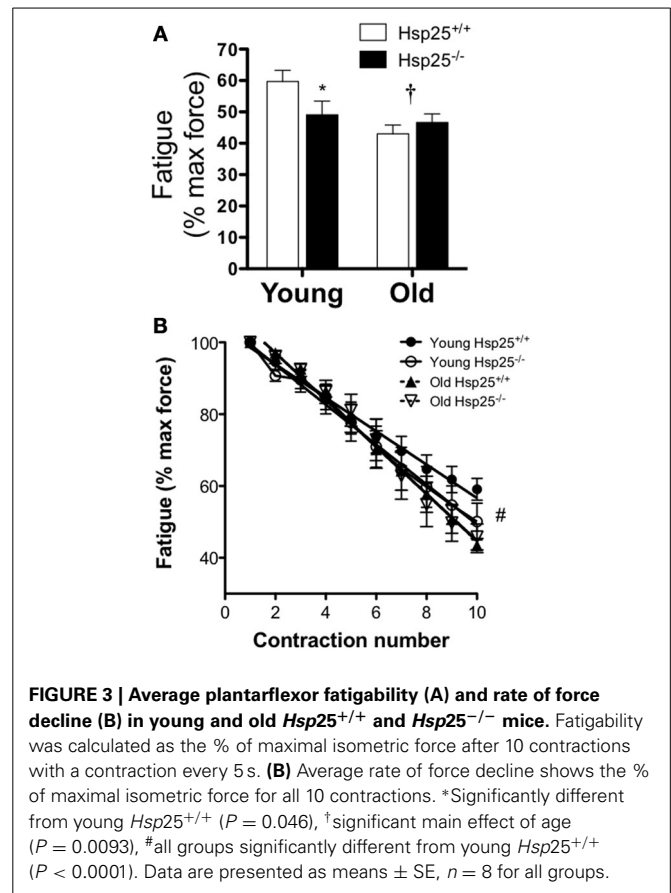 A
Hsp25+/+
Hsp25-/-
Fatigue
(% max force)
70
60
50
40
30
20
10
0
*
†
Young
Old
B
Fatigue (% max force)
100
80
60
40
Young Hsp25+/+
Young Hsp25-/-
Old Hsp25+/+
Old Hsp25-/-
#
0
2
4
6
8
10
Contraction number
FIGURE 3 | Average plantarflexor fatigability (A) and rate of force
decline (B) in young and old Hsp25+/+ and Hsp25−/− mice. Fatigability
was calculated as the % of maximal isometric force after 10 contractions
with a contraction every 5 s. (B) Average rate of force decline shows the %
of maximal isometric force for all 10 contractions. *Significantly different
from young Hsp25+/+ (P = 0.046), †significant main effect of age
(P = 0.0093), #all groups significantly different from young Hsp25+/+
(P < 0.0001). Data are presented as means ± SE, n = 8 for all groups.